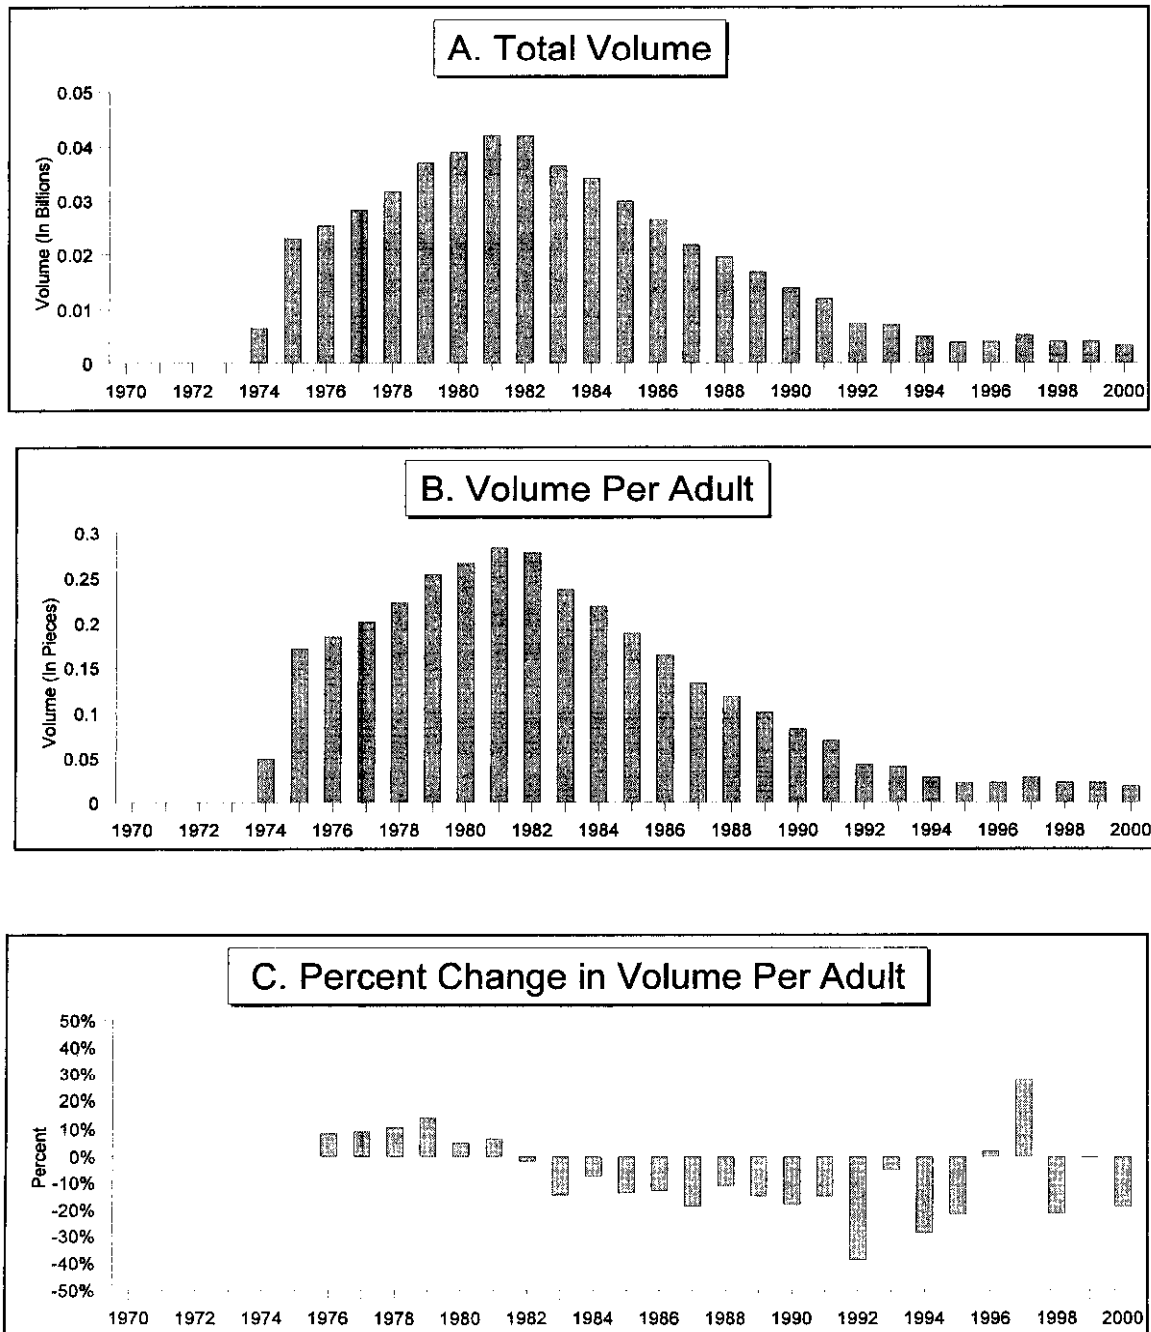 A. Total Volume
Volume (In Billions)
0.05
0.04
0.03
0.02
0.01
0
1970 1972 1974 1976 1978 1980 1982 1984 1986 1988 1990 1992 1994 1996 1998 2000
B. Volume Per Adult
Volume (In Pieces)
0.3
0.25
0.2
0.15
0.1
0.05
0
1970 1972 1974 1976 1978 1980 1982 1984 1986 1988 1990 1992 1994 1996 1998 2000
C. Percent Change in Volume Per Adult
Percent
50%
40%
30%
20%
10%
0%
-10%
-20%
-30%
-40%
-50%
1970 1972 1974 1976 1978 1980 1982 1984 1986 1988 1990 1992 1994 1996 1998 2000